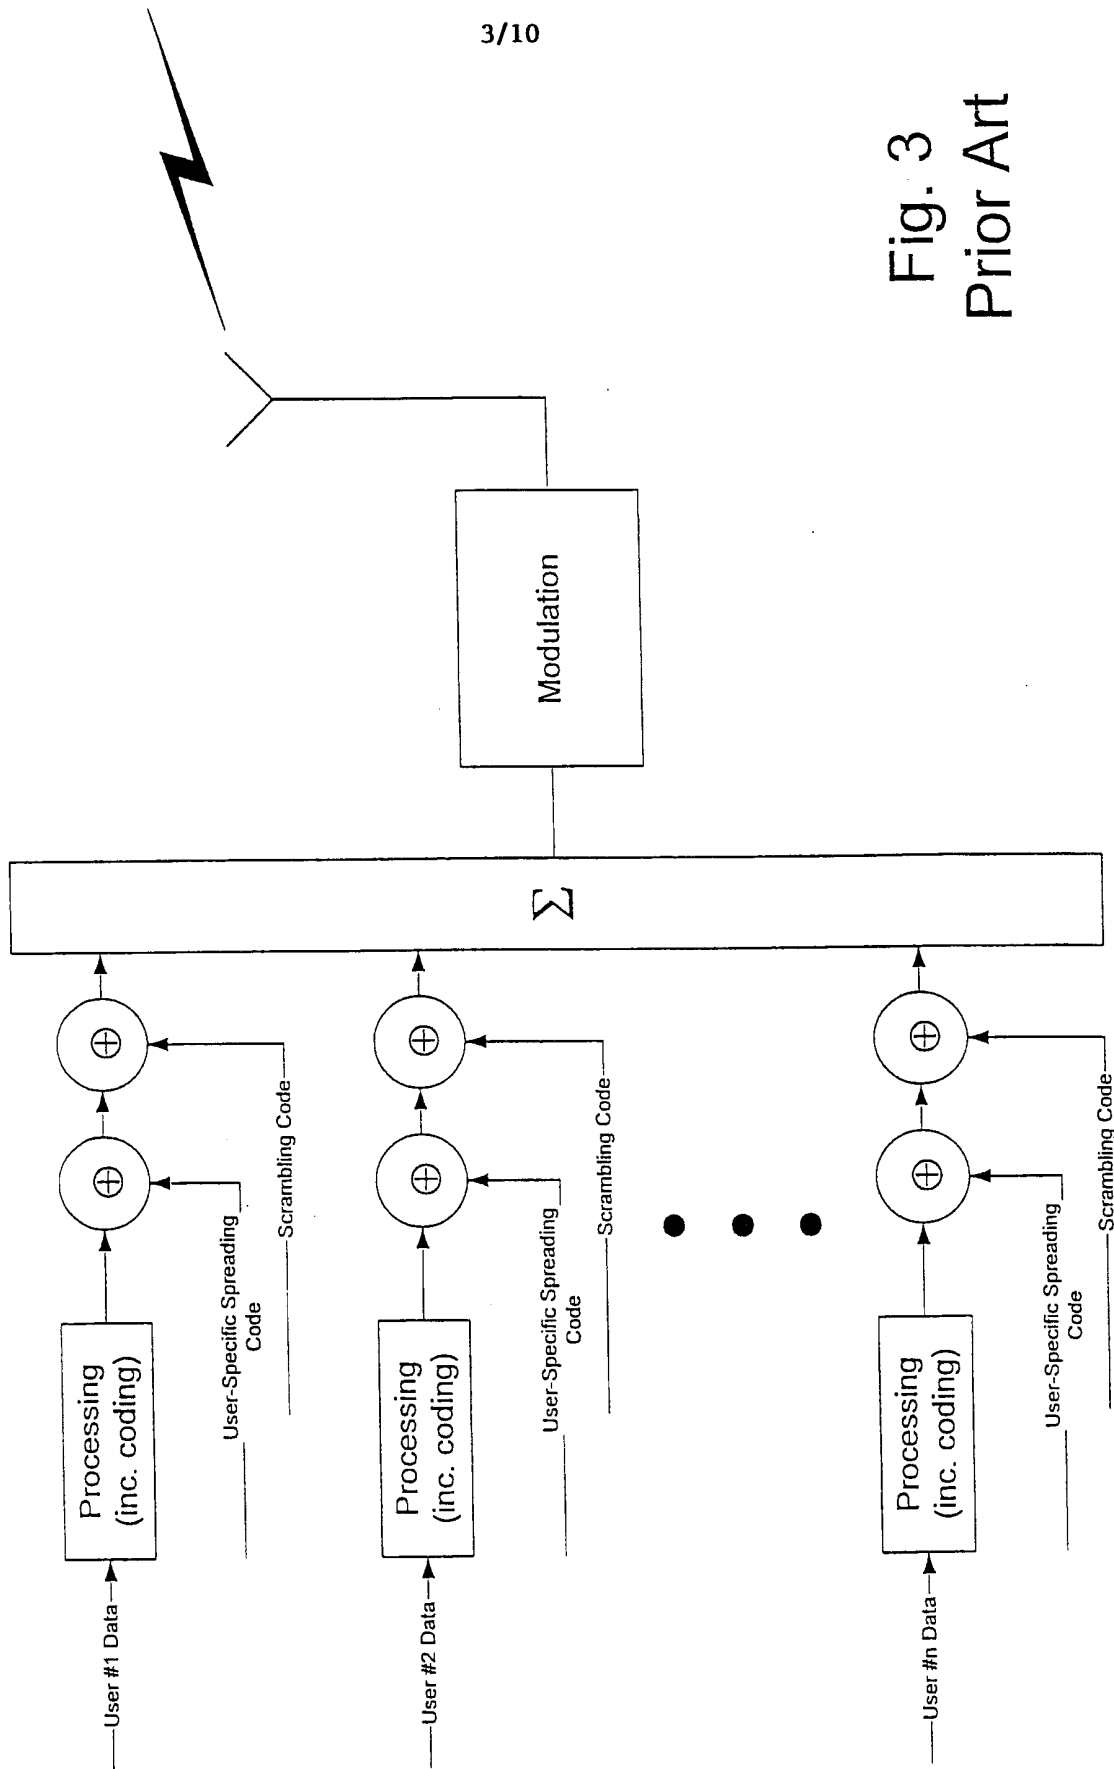 3/10
User #1 Data
Processing
(inc. coding)
User-Specific Spreading
Code
Scrambling Code
⊕
⊕
User #2 Data
Processing
(inc. coding)
User-Specific Spreading
Code
Scrambling Code
⊕
⊕
User #n Data
Processing
(inc. coding)
User-Specific Spreading
Code
Scrambling Code
⊕
⊕
Σ
Modulation
Fig. 3
Prior Art